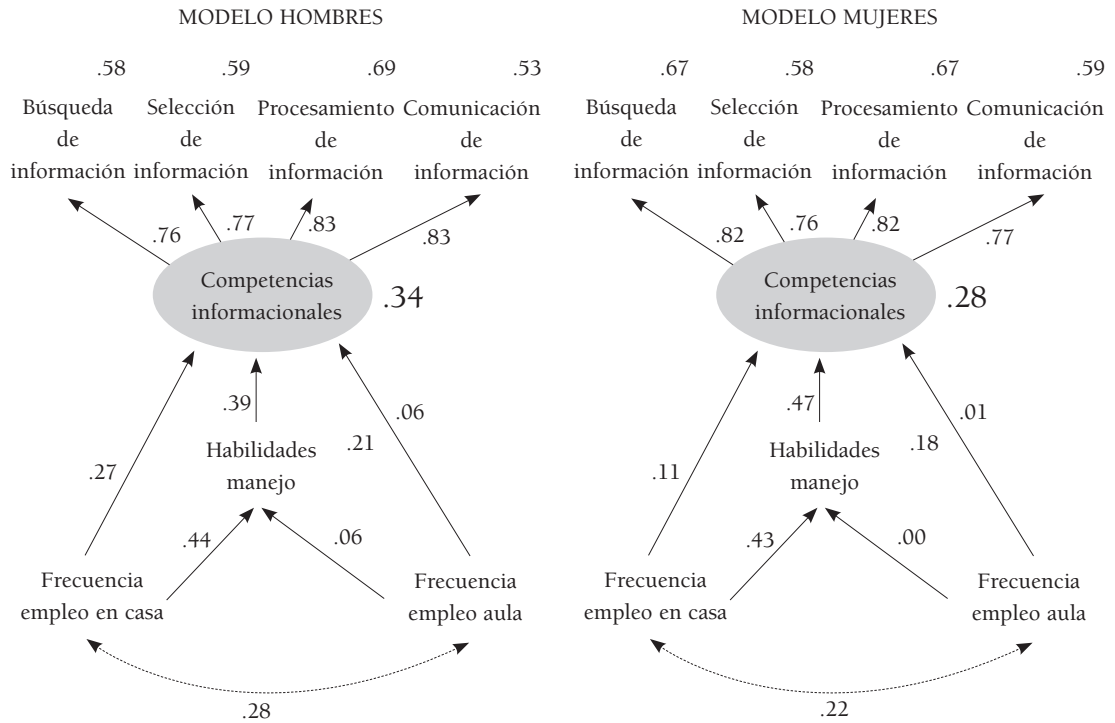 MODELO HOMBRES
.58 .59 .69 .53
Búsqueda de información
Selección de información
Procesamiento de información
Comunicación de información
.76 .77 .83 .83
Competencias
informacionales
.34
.39
.06
Habilidades
manejo
.21
.27
.44
.06
Frecuencia
empleo en casa
Frecuencia
empleo aula
.28
MODELO MUJERES
.67 .58 .67 .59
Búsqueda de información
Selección de información
Procesamiento de información
Comunicación de información
.82 .76 .82 .77
Competencias
informacionales
.28
.47
.01
Habilidades
manejo
.18
.11
.43
.00
Frecuencia
empleo en casa
Frecuencia
empleo aula
.22